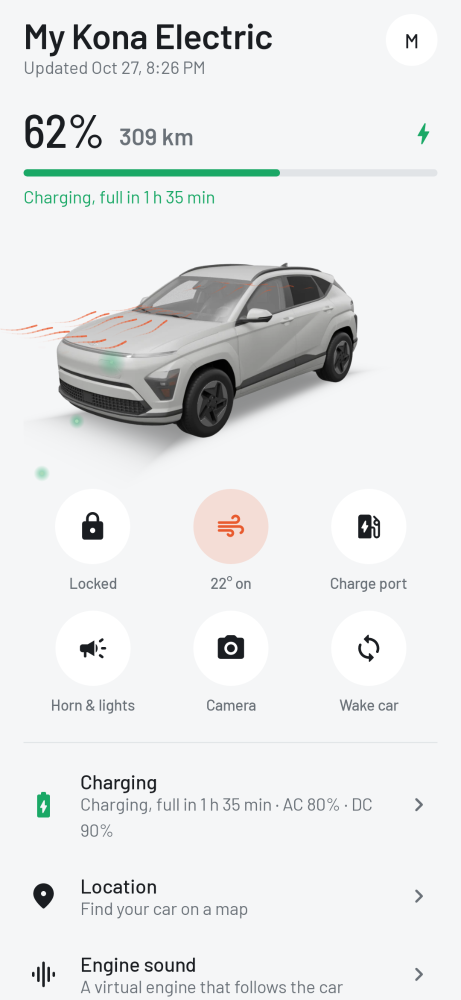 My Kona Electric
M
Updated Oct 27, 8:26 PM
62% 309 km
Charging, full in 1 h 35 min
Locked
22° on
Charge port
Horn & lights
Camera
Wake car
Charging
Charging, full in 1 h 35 min · AC 80% · DC
90%
Location
Find your car on a map
Engine sound
A virtual engine that follows the car